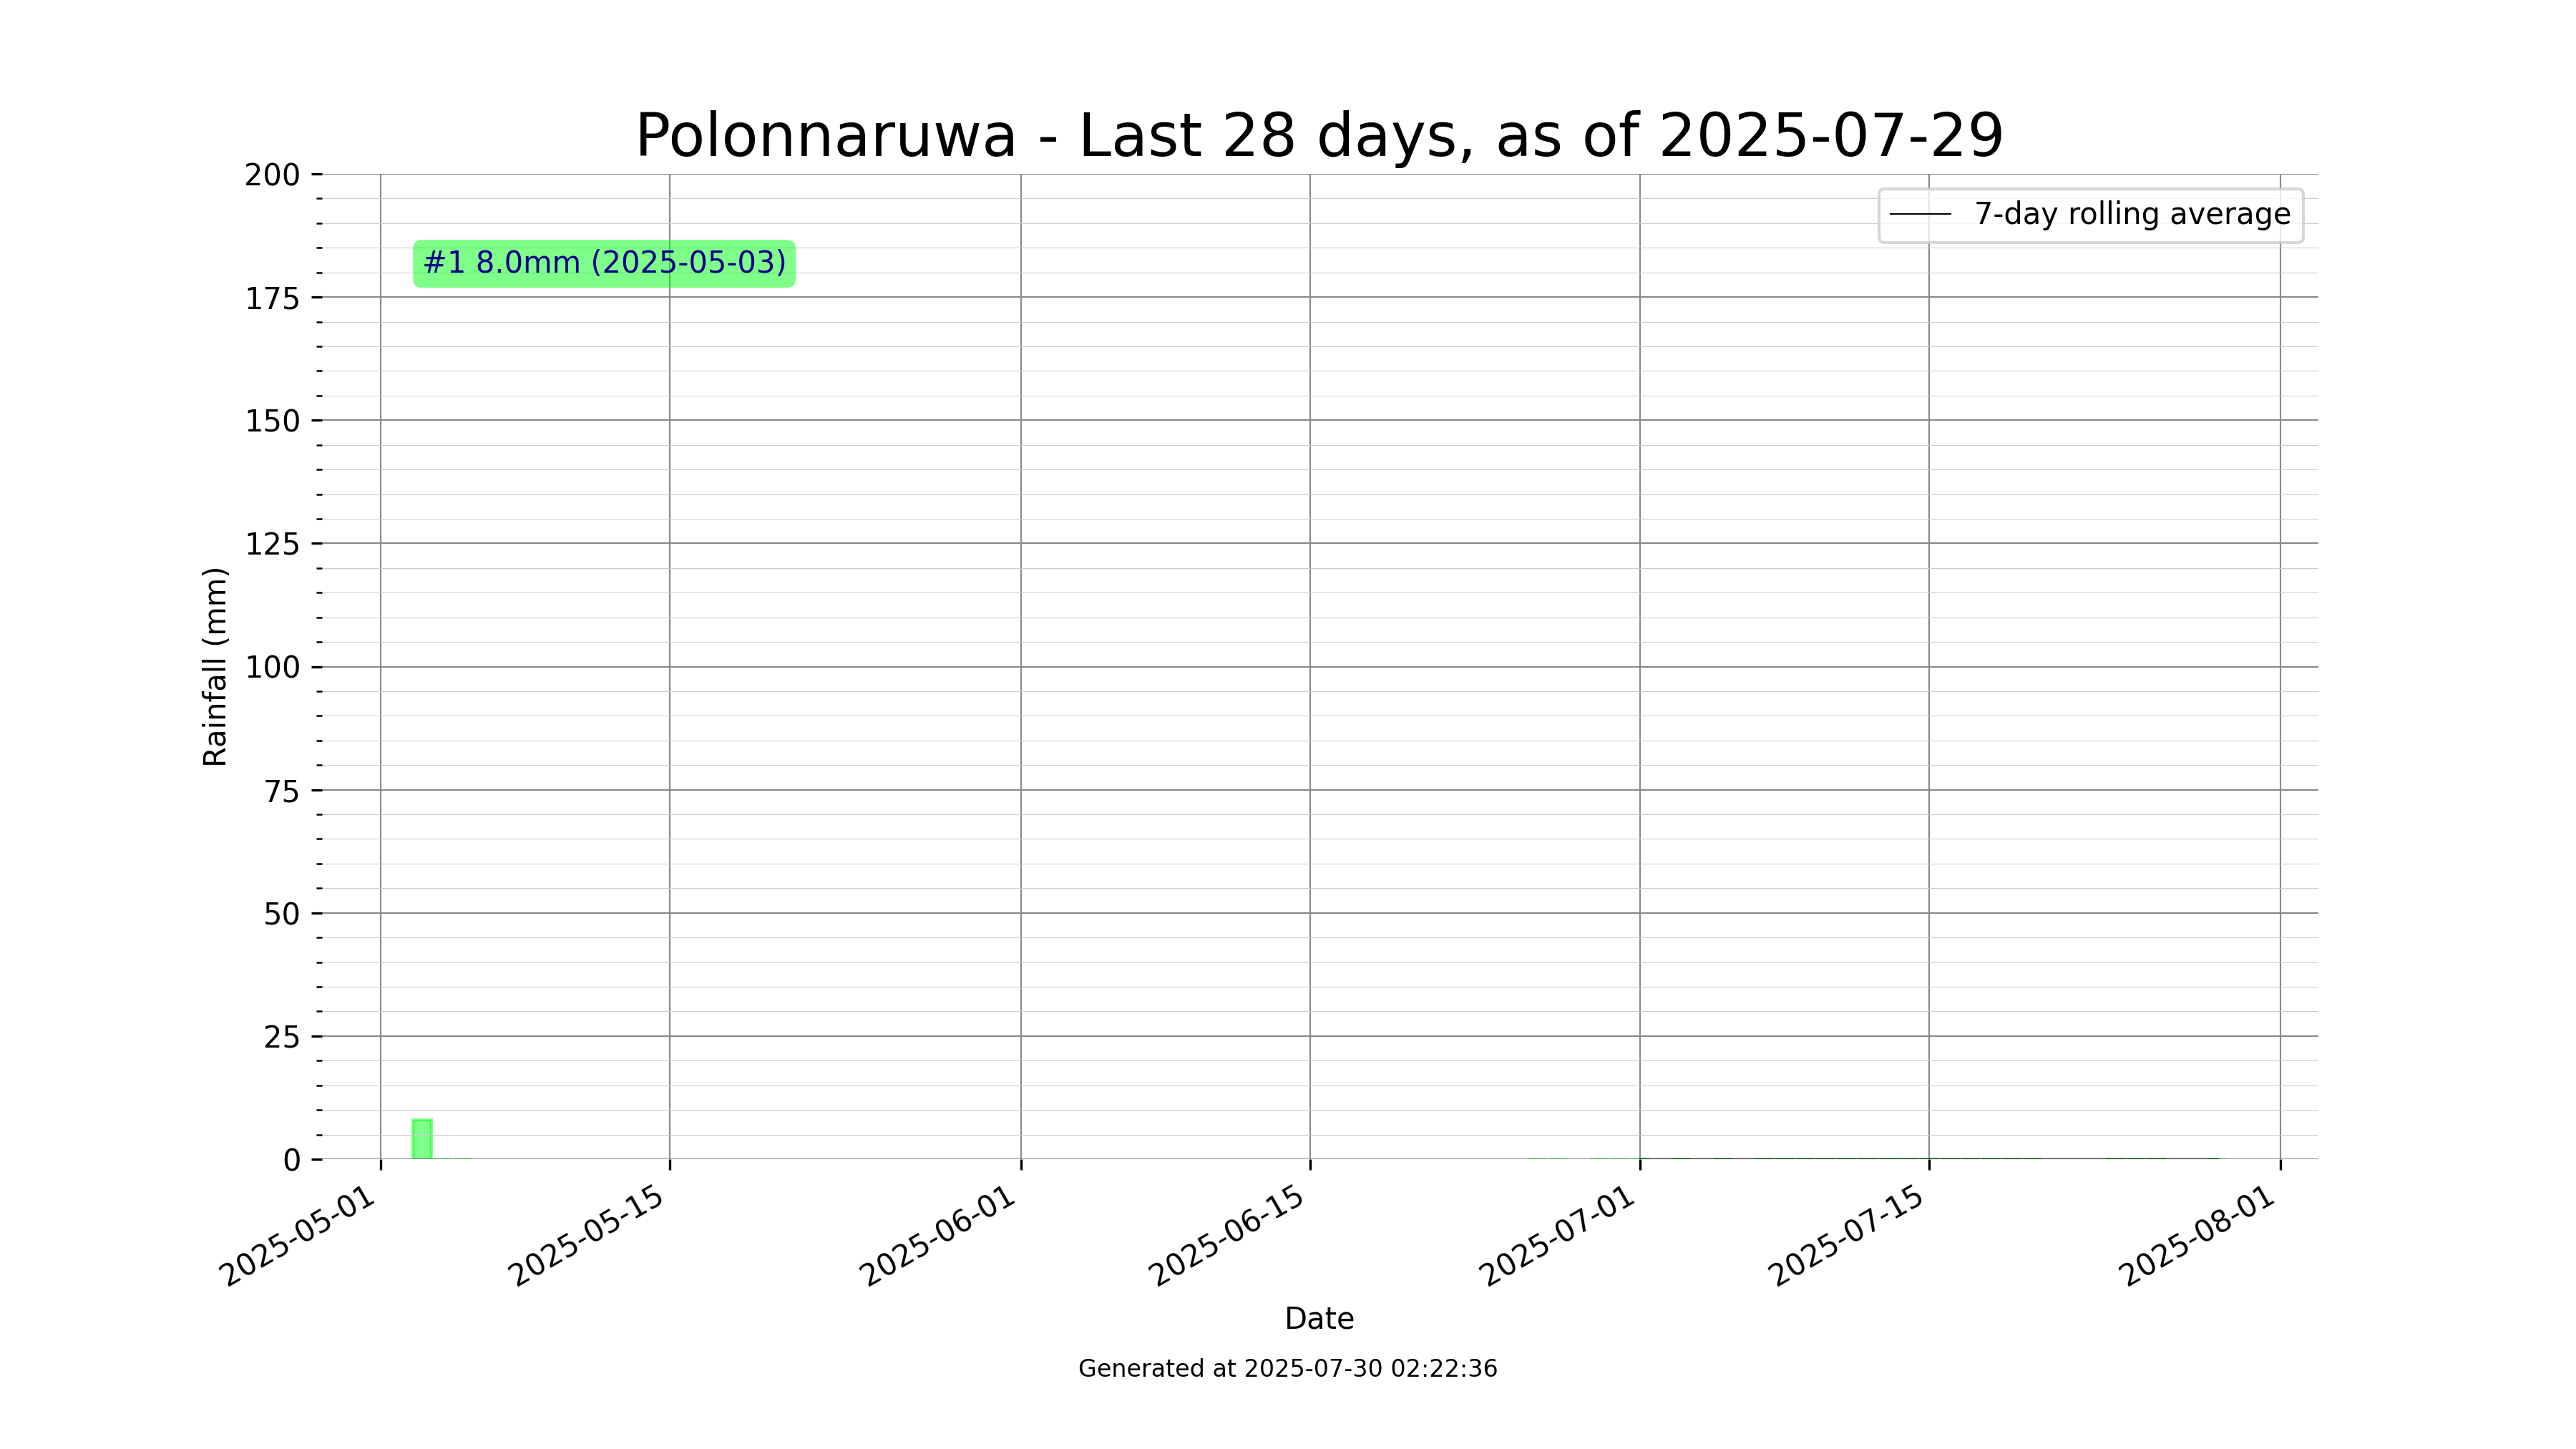 Polonnaruwa - Last 28 days, as of 2025-07-29
7-day rolling average
#1 8.0mm (2025-05-03)
Rainfall (mm)
200
175
150
125
100
75
50
25
0
2025-05-01
2025-05-15
2025-06-01
2025-06-15
2025-07-01
2025-07-15
2025-08-01
Date
Generated at 2025-07-30 02:22:36